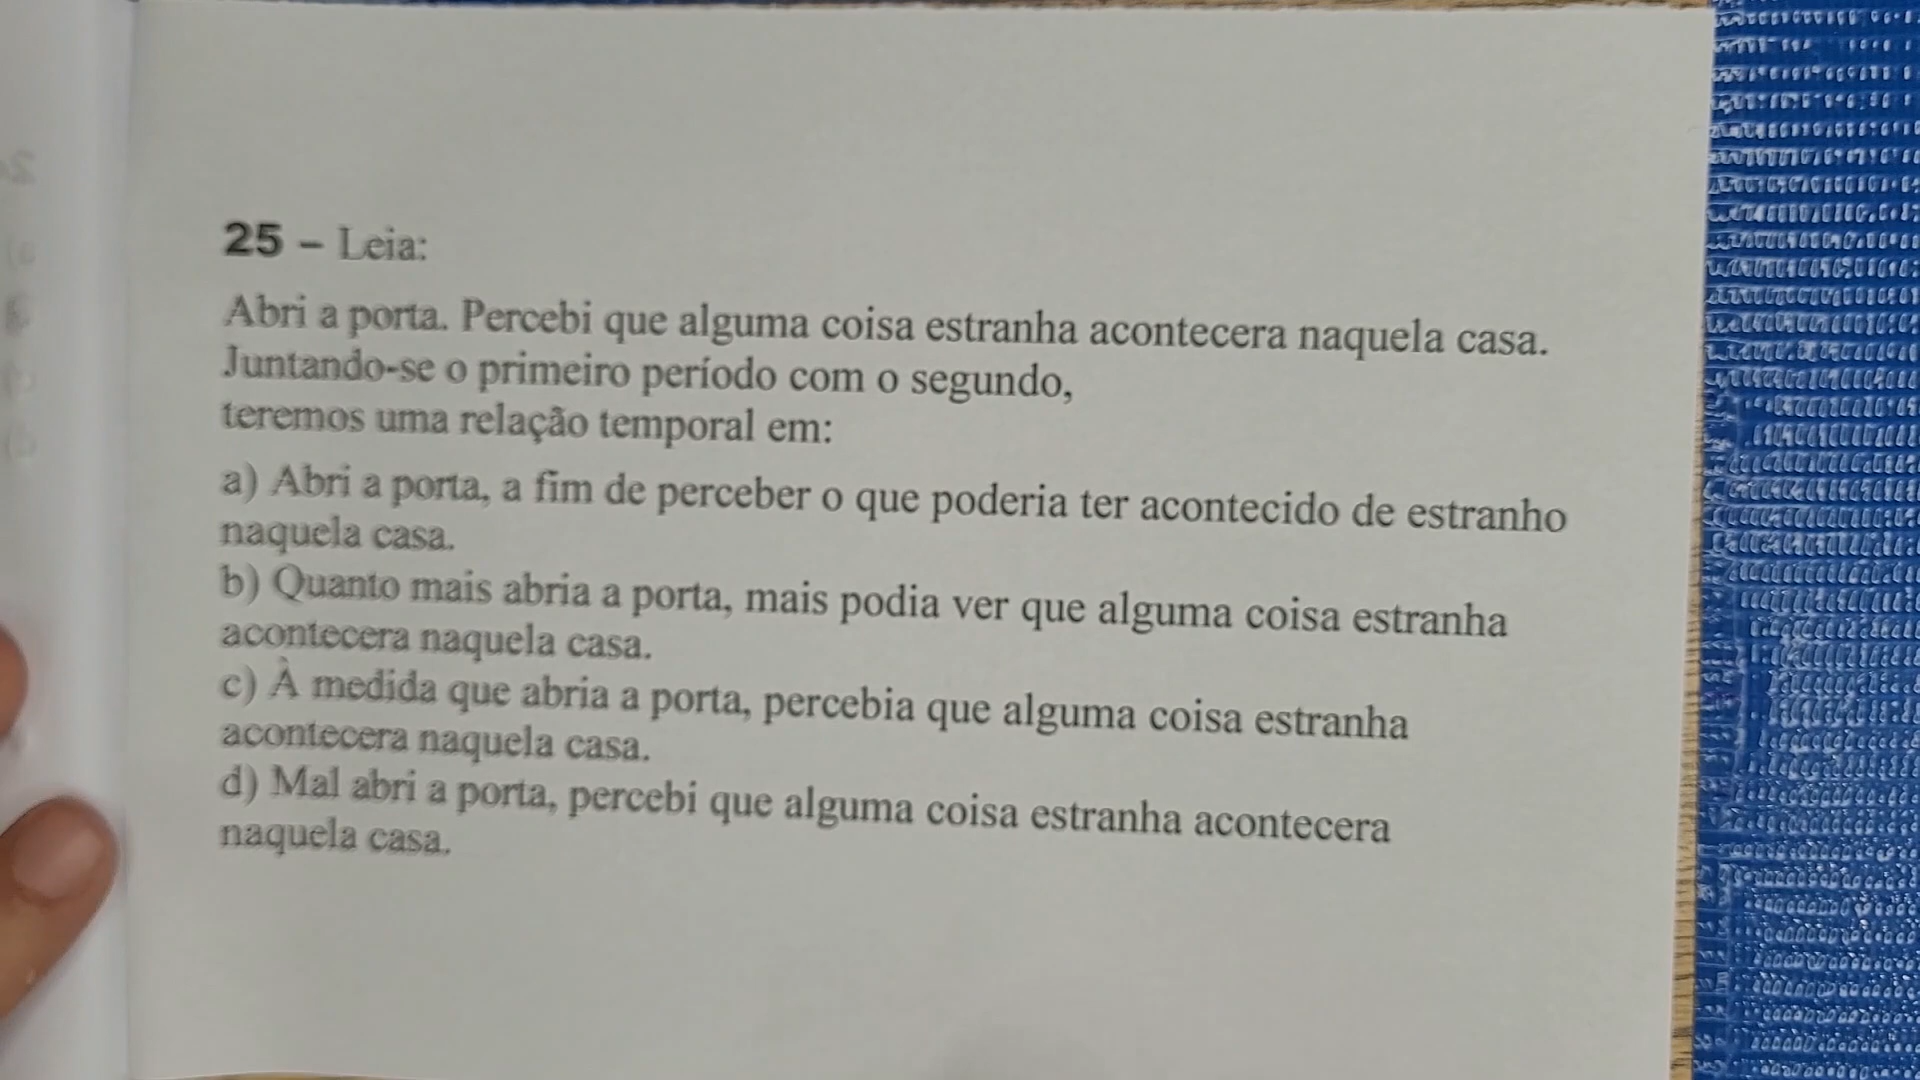 25 – Leia:
Abri a porta. Percebi que alguma coisa estranha acontecera naquela casa.
Juntando-se o primeiro período com o segundo,
teremos uma relação temporal em:
a) Abri a porta, a fim de perceber o que poderia ter acontecido de estranho
naquela casa.
b) Quanto mais abria a porta, mais podia ver que alguma coisa estranha
acontecera naquela casa.
c) À medida que abria a porta, percebia que alguma coisa estranha
acontecera naquela casa.
d) Mal abri a porta, percebi que alguma coisa estranha acontecera
naquela casa.